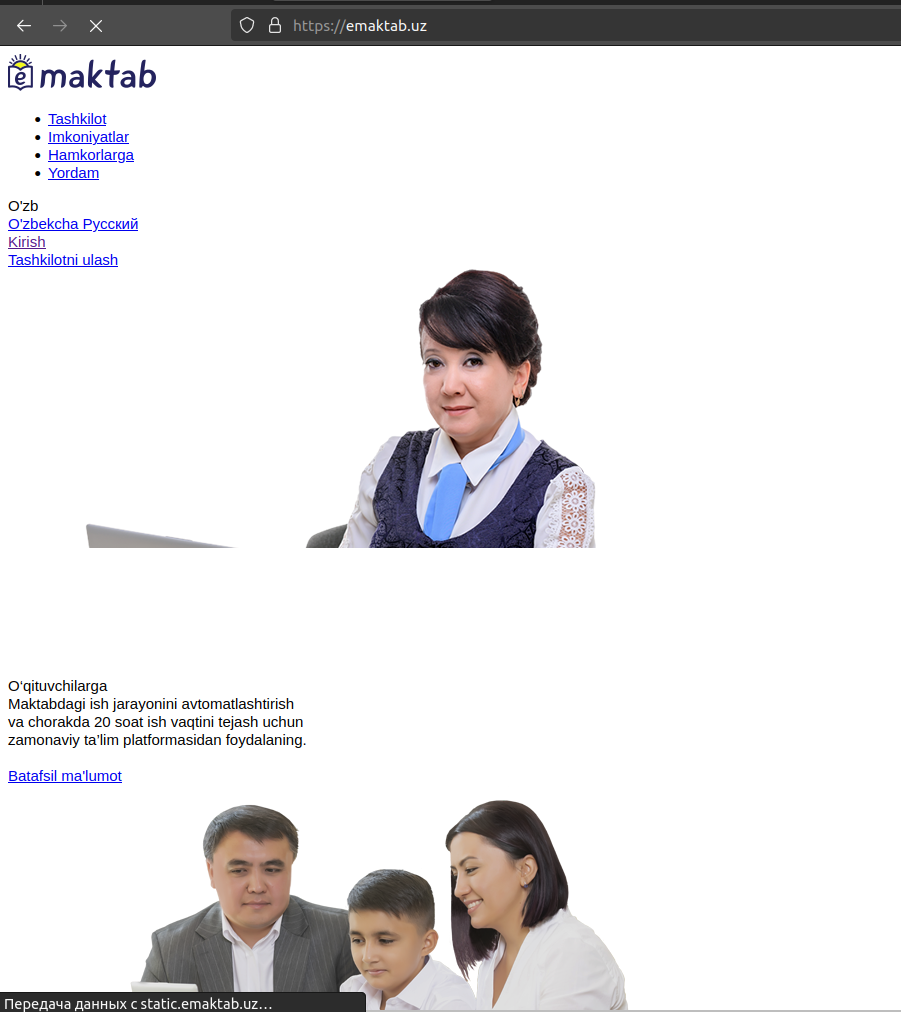 https://emaktab.uz
e maktab
Tashkilot
Imkoniyatlar
Hamkorlarga
Yordam
O'zb
O'zbekcha Русский
Kirish
Tashkilotni ulash
O‘qituvchilarga
Maktabdagi ish jarayonini avtomatlashtirish
va chorakda 20 soat ish vaqtini tejash uchun
zamonaviy ta’lim platformasidan foydalaning.
Batafsil ma'lumot
Передача данных с static.emaktab.uz…